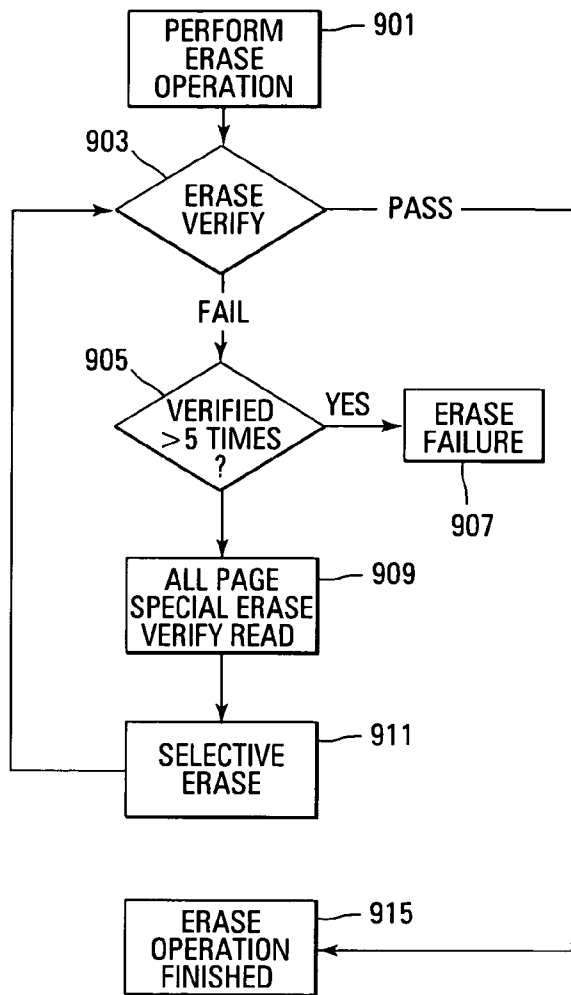 PERFORM
ERASE
OPERATION
901
903
ERASE
VERIFY
PASS
FAIL
905
VERIFIED
>5 TIMES
?
YES
ERASE
FAILURE
907
ALL PAGE
SPECIAL ERASE
VERIFY READ
909
SELECTIVE
ERASE
911
ERASE
OPERATION
FINISHED
915